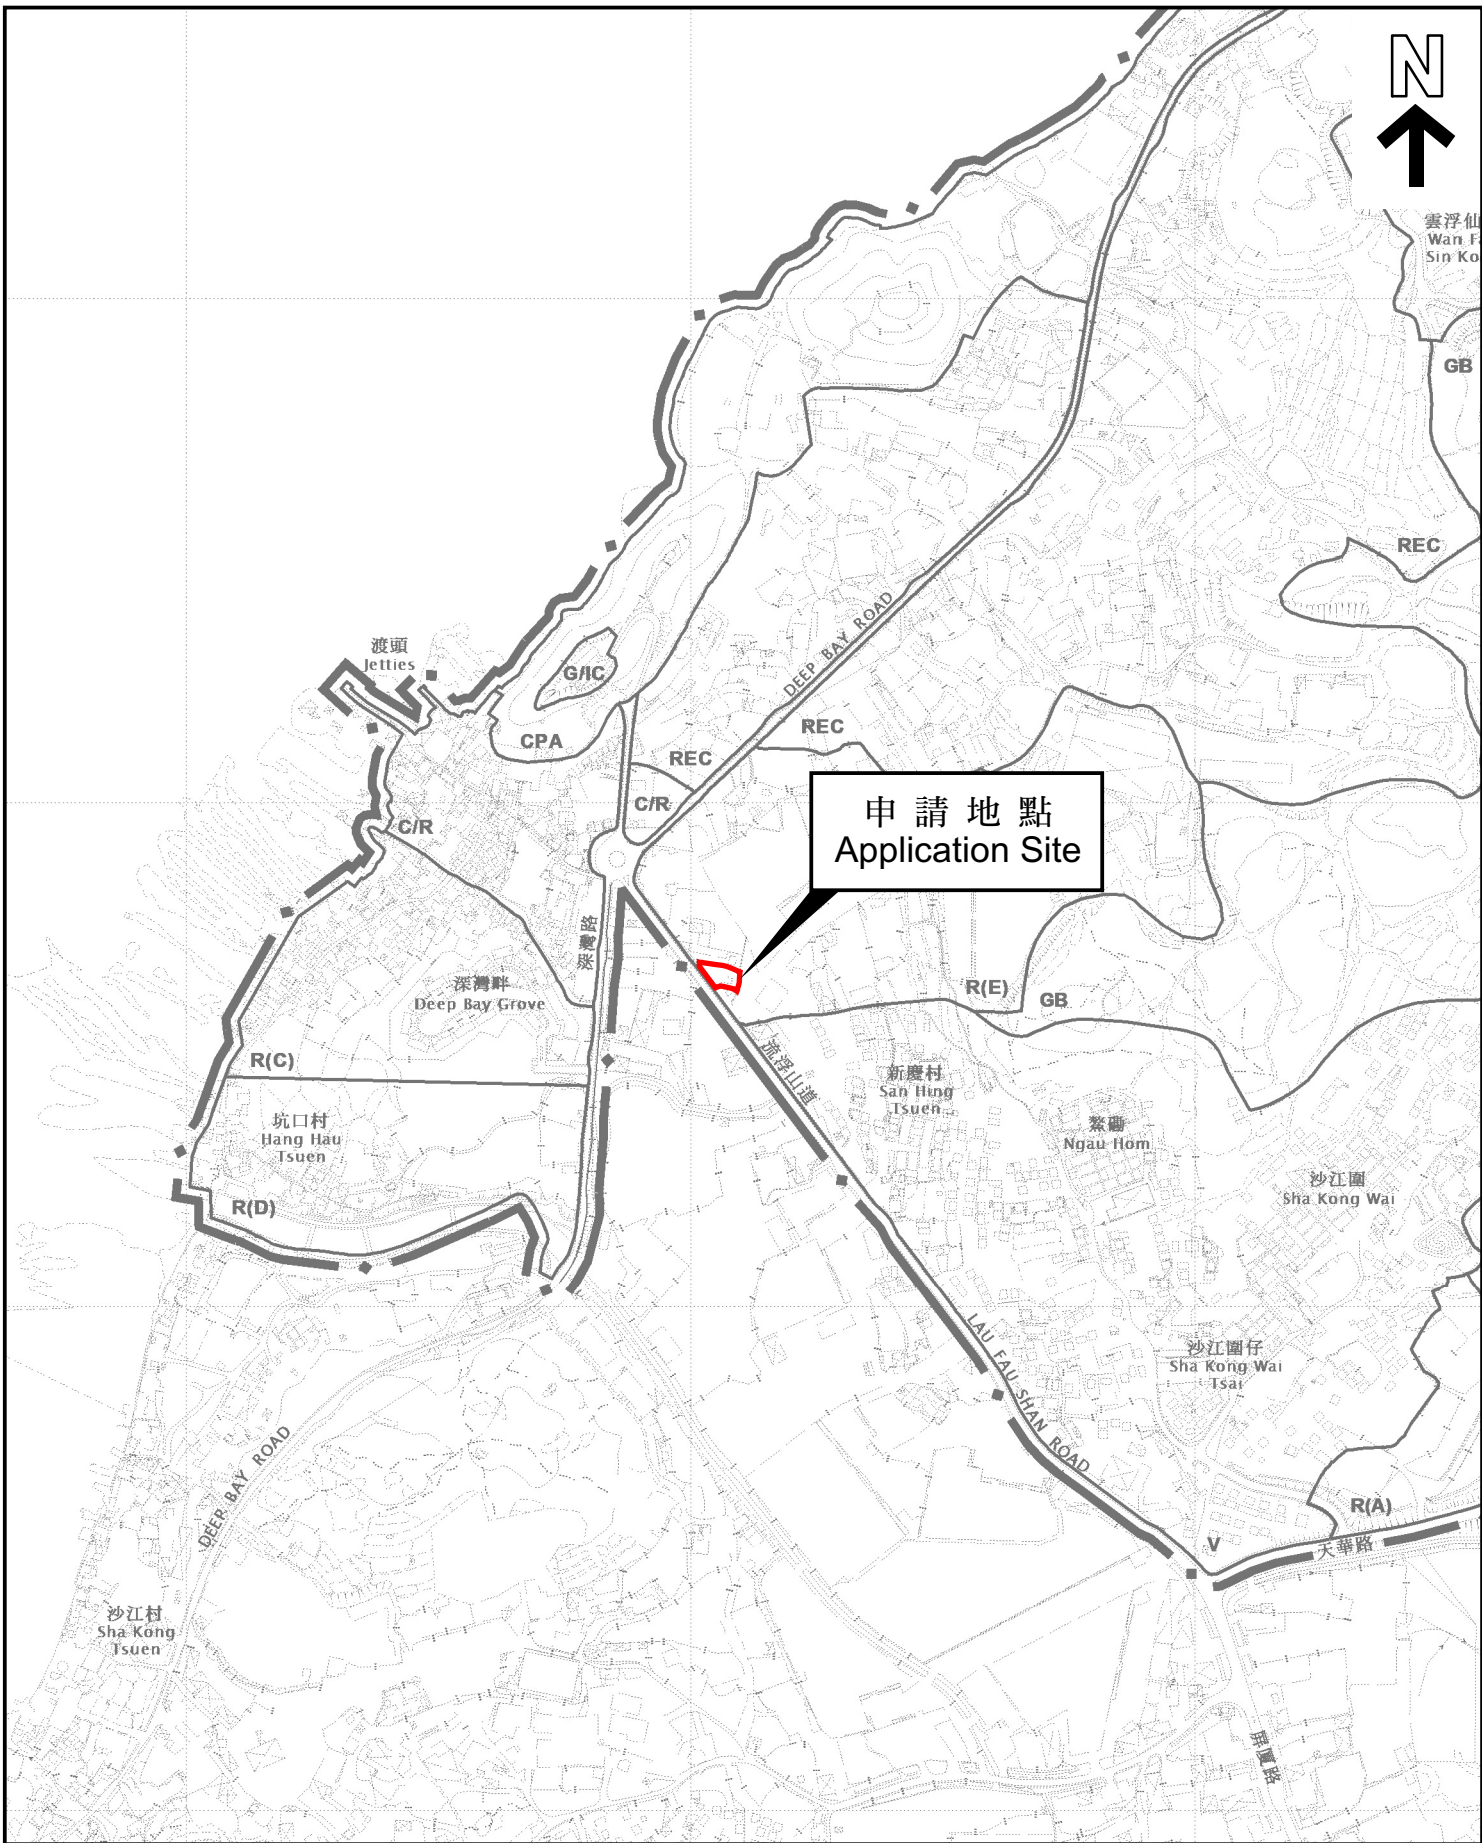 N
雲浮仙
Wan F
Sin Ko
GB
REC
渡頭
Jetties
G/IC
CPA
DEEP BAY ROAD
REC
REC
C/R
C/R
申請地點
Application Site
深灣路
深灣畔
Deep Bay Grove
R(E)
GB
R(C)
流浮山道
新慶村
San Hing
Tsuen
坑口村
Hang Hau
Tsuen
鰲磡
Ngau Hom
沙江圍
Sha Kong Wai
R(D)
LAU FAU SHAN ROAD
沙江圍仔
Sha Kong Wai
Tsai
DEEP BAY ROAD
R(A)
V
天華路
沙江村
Sha Kong
Tsuen
屏廈路